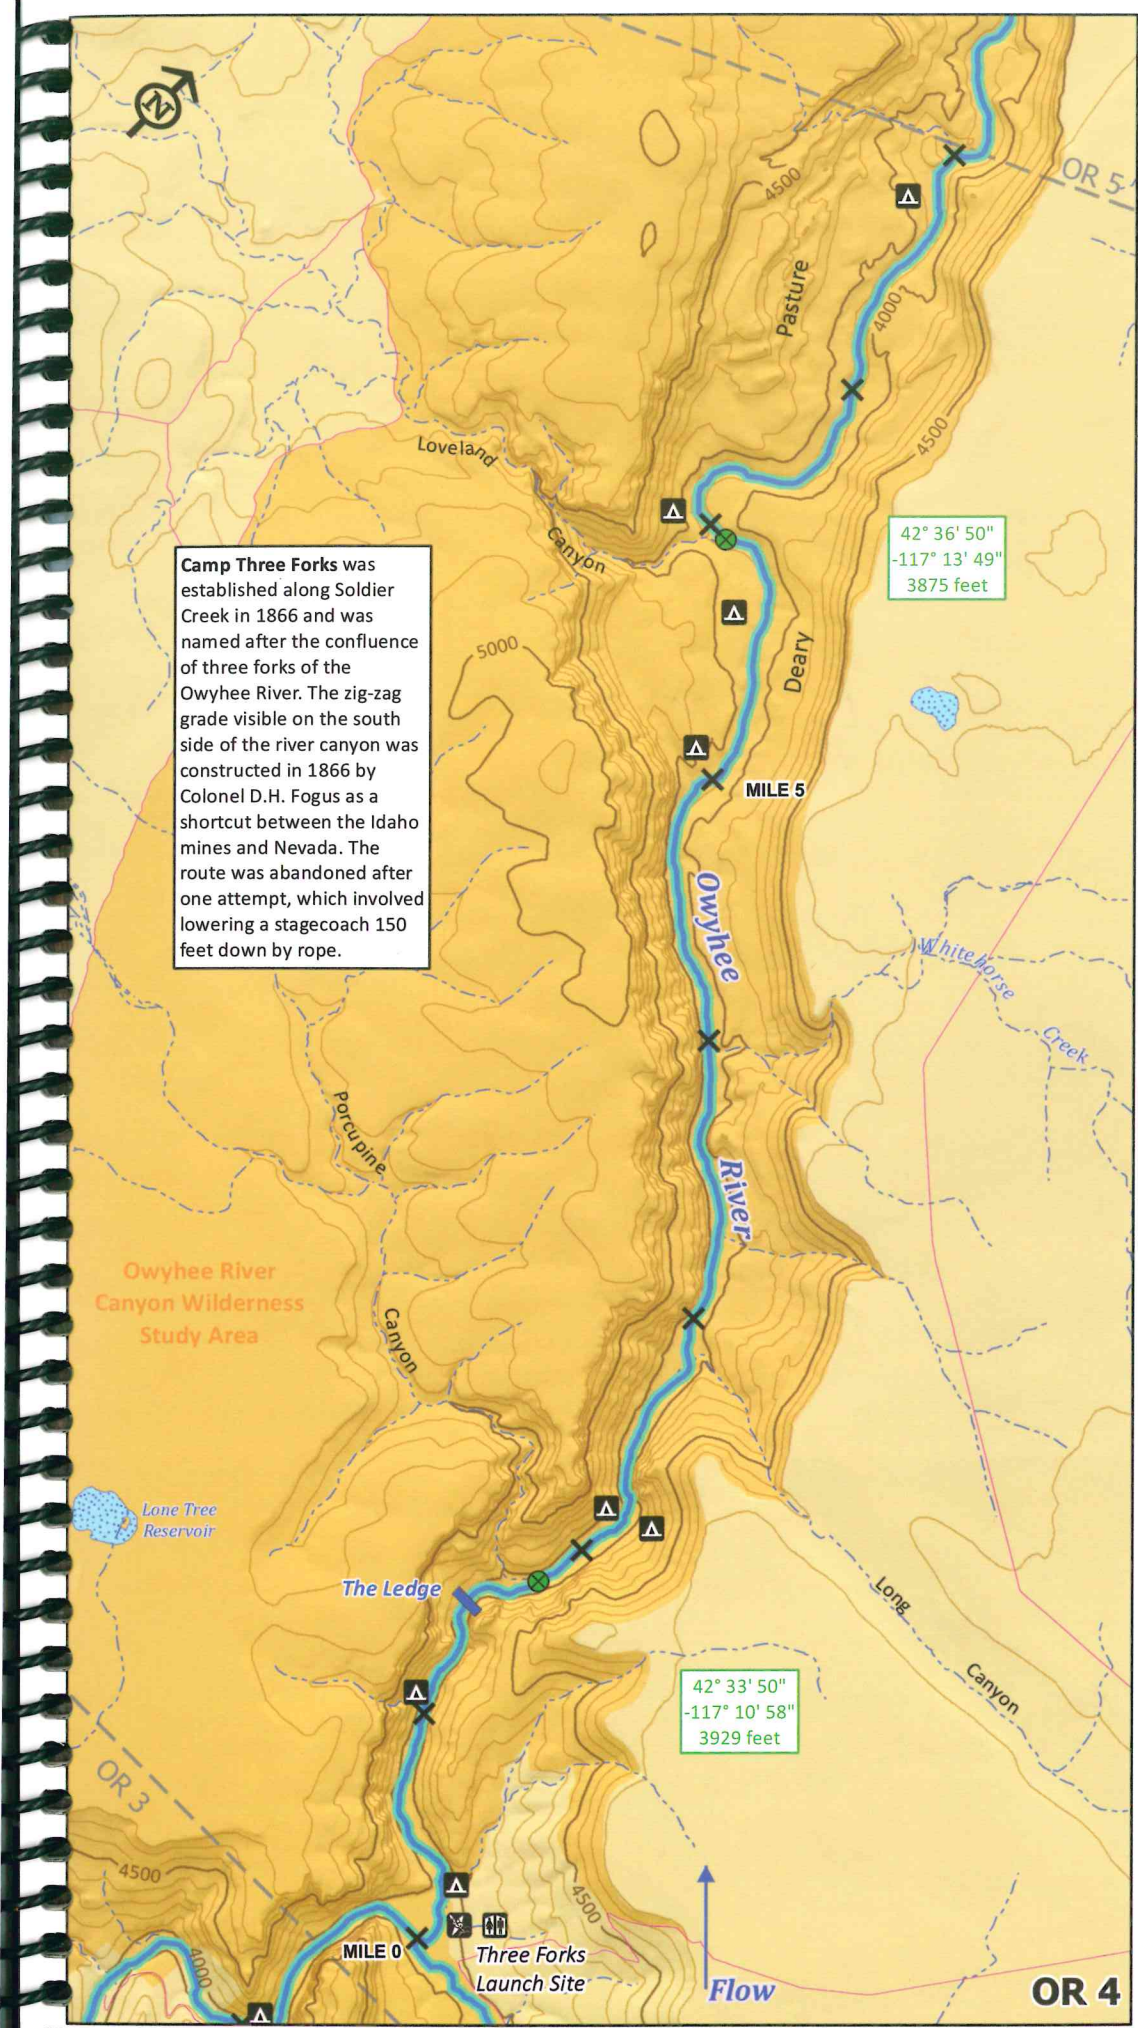 N
OR 5
4500
Pasture
4000
4500
Loveland
Canyon
42° 36' 50"
-117° 13' 49"
3875 feet
Camp Three Forks was
established along Soldier
Creek in 1866 and was
named after the confluence
of three forks of the
Owyhee River. The zig-zag
grade visible on the south
side of the river canyon was
constructed in 1866 by
Colonel D.H. Fogus as a
shortcut between the Idaho
mines and Nevada. The
route was abandoned after
one attempt, which involved
lowering a stagecoach 150
feet down by rope.
5000
Deary
MILE 5
Owyhee
River
Whitehorse
Creek
Porcupine
Canyon
Owyhee River
Canyon Wilderness
Study Area
Lone Tree
Reservoir
The Ledge
Long
Canyon
42° 33' 50"
-117° 10' 58"
3929 feet
OR 3
4500
4000
4500
MILE 0
Three Forks
Launch Site
Flow
OR 4